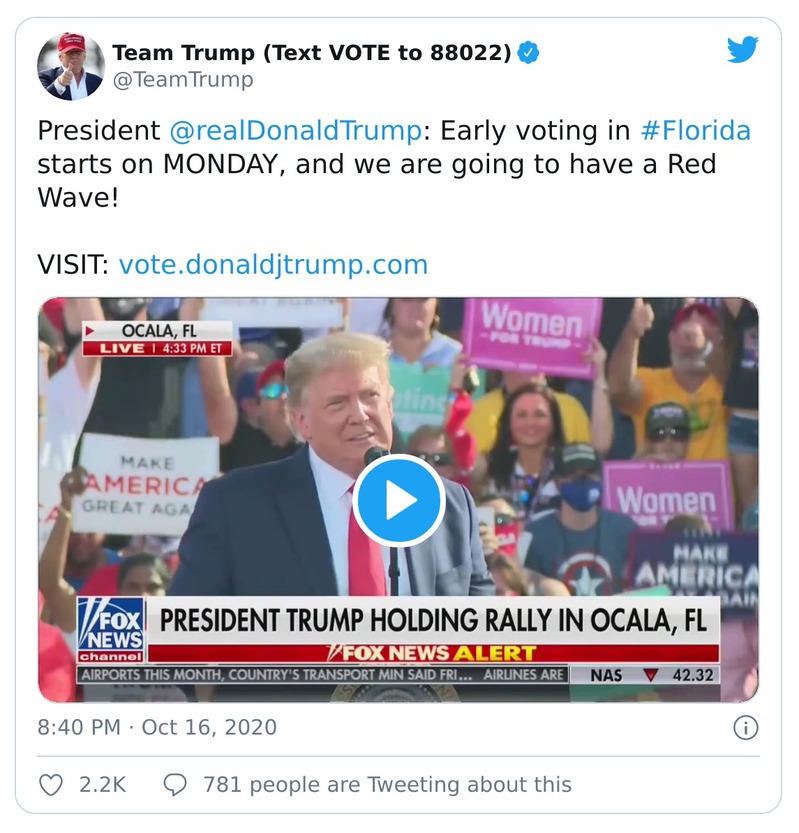 Team Trump (Text VOTE to 88022)
@TeamTrump
President @realDonaldTrump: Early voting in #Florida
starts on MONDAY, and we are going to have a Red
Wave!
VISIT: vote.donaldjtrump.com
OCALA, FL
LIVE | 4:33 PM ET
Women
FOR TRUMP
MAKE
AMERICA
GREAT AGA
Women
MAKE
AMERICA
FOX
NEWS
channel
PRESIDENT TRUMP HOLDING RALLY IN OCALA, FL
FOX NEWS ALERT
AIRPORTS THIS MONTH, COUNTRY'S TRANSPORT MIN SAID FRI... AIRLINES ARE
NAS ▼ 42.32
8:40 PM · Oct 16, 2020
2.2K 781 people are Tweeting about this